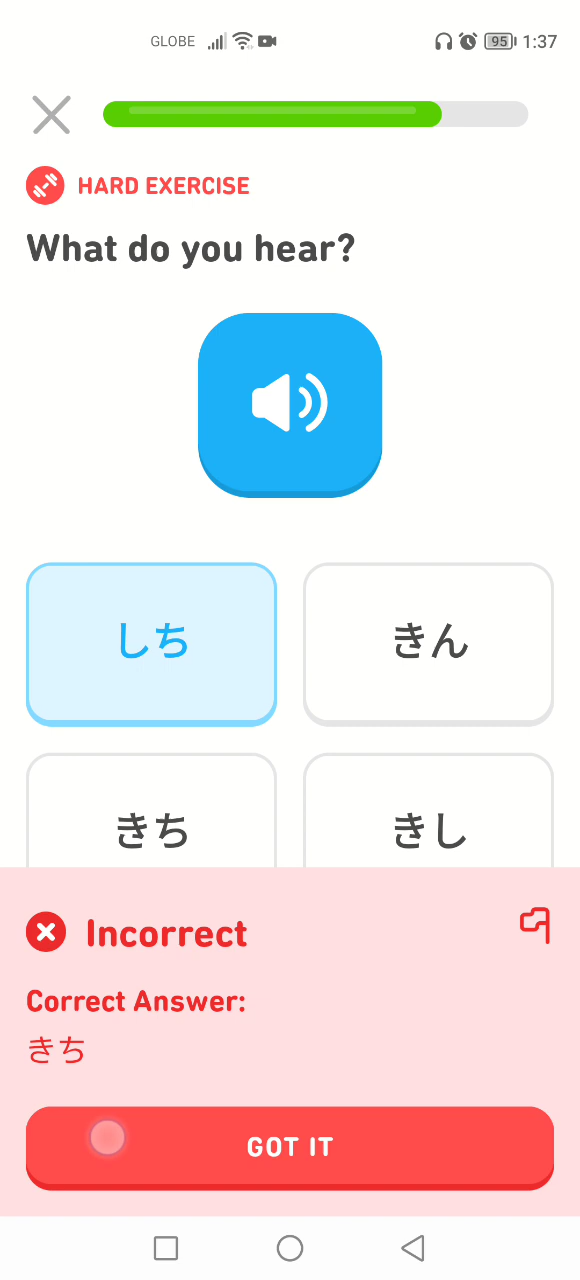 GLOBE 95 1:37
HARD EXERCISE
What do you hear?
しち きん
きち きし
Incorrect
Correct Answer:
きち
GOT IT